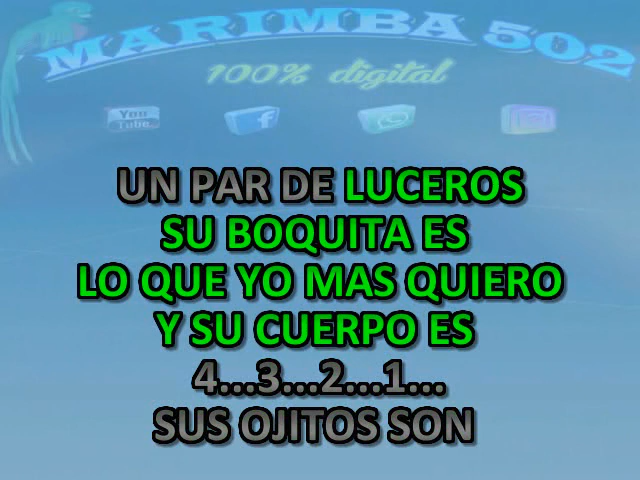 MARIMBA 502
100% digital
You
Tube
UN PAR DE LUCEROS
SU BOQUITA ES
LO QUE YO MAS QUIERO
Y SU CUERPO ES
4...3...2...1...
SUS OJITOS SON